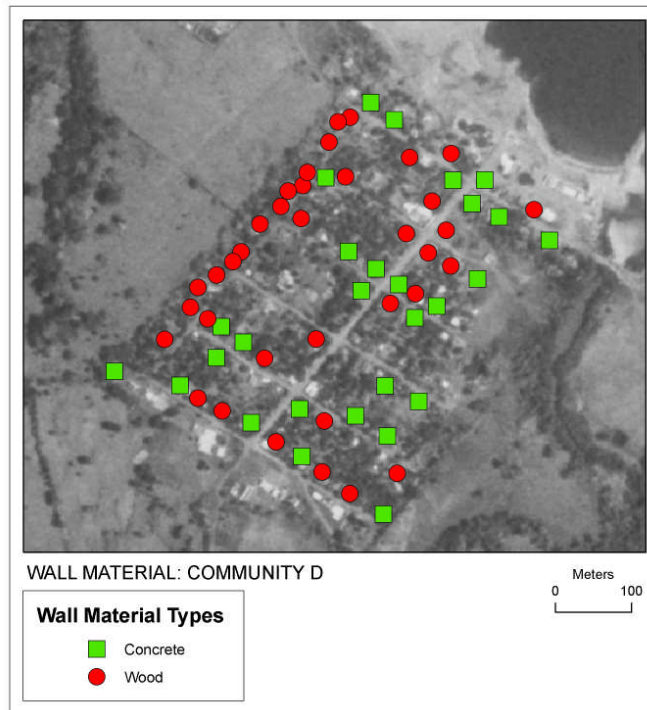 WALL MATERIAL: COMMUNITY D
Meters
0 100
Wall Material Types
Concrete
Wood